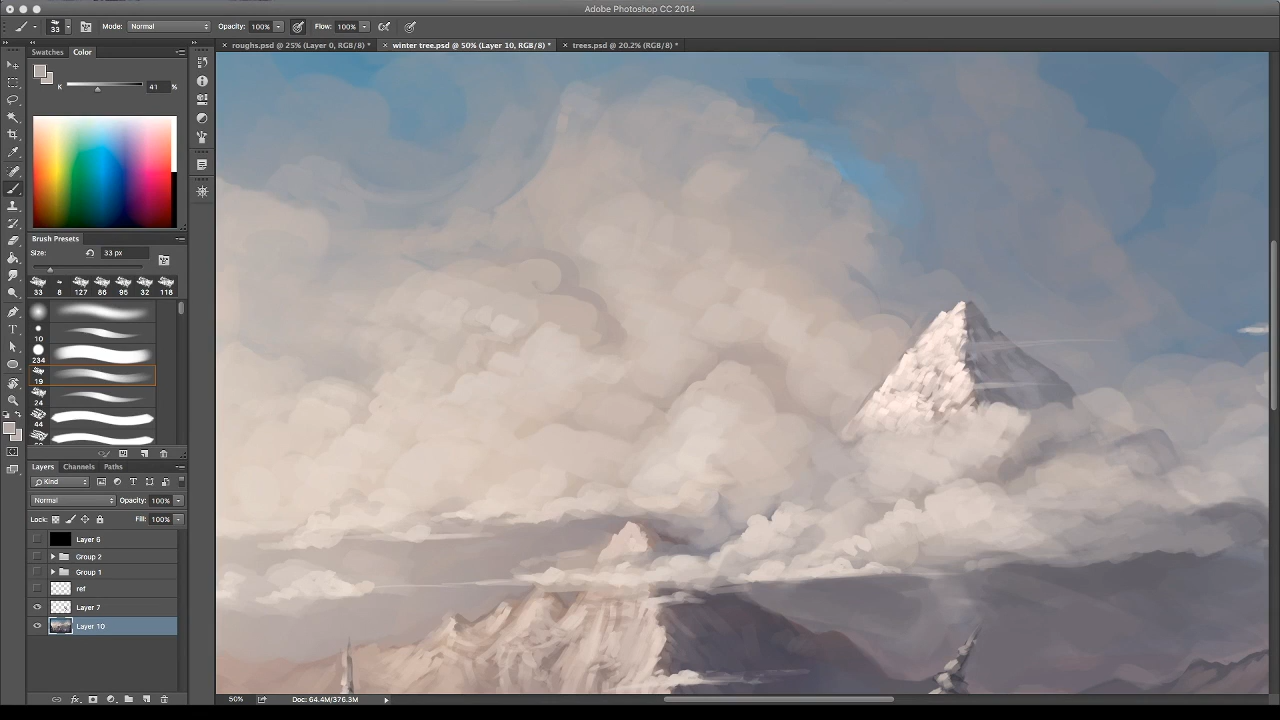 Adobe Photoshop CC 2014
33 Mode: Normal Opacity: 100% Flow: 100%
Swatches Color
roughs.psd @ 25% (Layer 0, RGB/8) * winter tree.psd @ 50% (Layer 10, RGB/8) * trees.psd @ 20.2% (RGB/8) *
K 41 %
Brush Presets
Size: 33 px
33 8 127 86 95 32 118
10
234
19
24
44
Layers Channels Paths
Kind
Normal Opacity: 100%
Lock: Fill: 100%
Layer 6
Group 2
Group 1
ref
Layer 7
Layer 10
50% Doc: 64.4M/376.3M